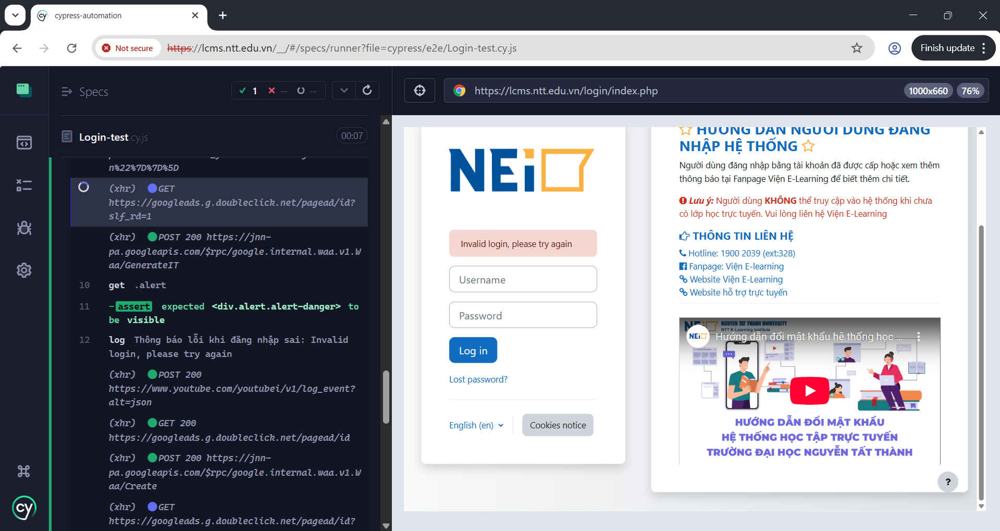 cypress-automation
Not secure
https://lcms.ntt.edu.vn/__/#/specs/runner?file=cypress/e2e/Login-test.cy.js
Finish update
Specs
1
--
--
https://lcms.ntt.edu.vn/login/index.php
1000x660
76%
Login-test.cy.js
00:07
n%22%7D%7D%5D
(xhr) GET
https://googleads.g.doubleclick.net/pagead/id?
slf_rd=1
(xhr) POST 200 https://jnn-
pa.googleapis.com/$rpc/google.internal.waa.v1.W
aa/GenerateIT
10 get .alert
11 -assert expected <div.alert.alert-danger> to
be visible
12 log Thông báo lỗi khi đăng nhập sai: Invalid
login, please try again
(xhr) POST 200
https://www.youtube.com/youtubei/v1/log_event?
alt=json
(xhr) GET 200
https://googleads.g.doubleclick.net/pagead/id
(xhr) POST 200 https://jnn-
pa.googleapis.com/$rpc/google.internal.waa.v1.W
aa/Create
(xhr) GET
https://googleads.g.doubleclick.net/pagead/id?
cy
NEi
Invalid login, please try again
Username
Password
Log in
Lost password?
English (en)
Cookies notice
HƯỚNG DẪN NGƯỜI DÙNG ĐĂNG
NHẬP HỆ THỐNG
Người dùng đăng nhập bằng tài khoản đã được cấp hoặc xem thêm
thông báo tại Fanpage Viện E-Learning để biết thêm chi tiết.
Lưu ý: Người dùng KHÔNG thể truy cập vào hệ thống khi chưa
có lớp học trực tuyến. Vui lòng liên hệ Viện E-Learning
THÔNG TIN LIÊN HỆ
Hotline: 1900 2039 (ext:328)
Fanpage: Viện E-learning
Website Viện E-Learning
Website hỗ trợ trực tuyến
NGUYEN TAT THANH UNIVERSITY
NTT E-Learning Institute
NEi
Hướng dẫn đổi mật khẩu hệ thống học ...
HƯỚNG DẪN ĐỔI MẬT KHẨU
HỆ THỐNG HỌC TẬP TRỰC TUYẾN
TRƯỜNG ĐẠI HỌC NGUYỄN TẤT THÀNH
?